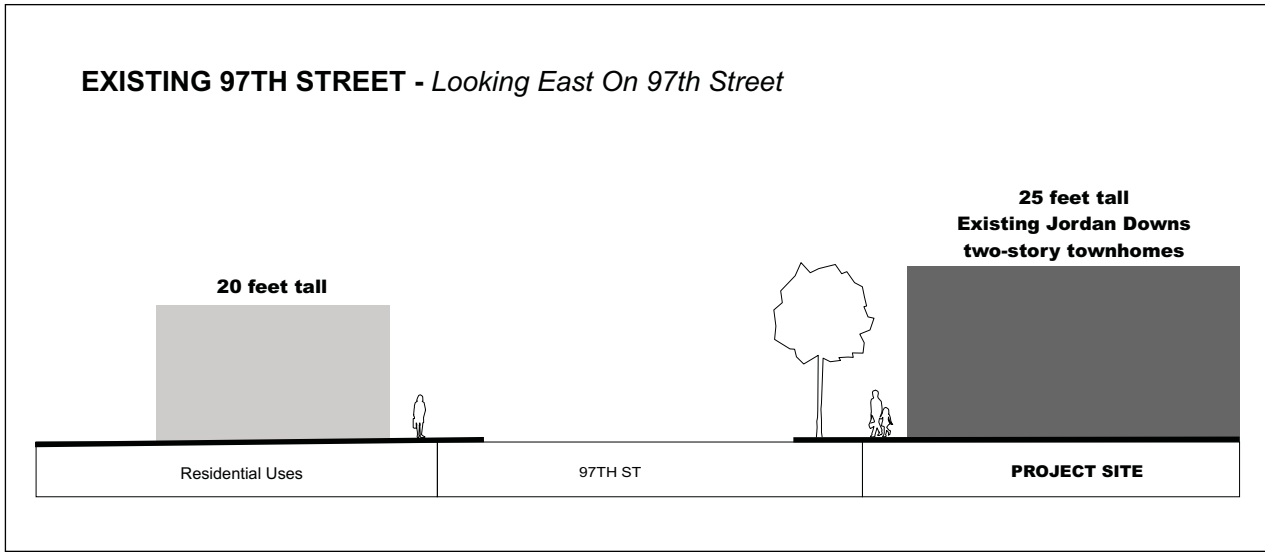 EXISTING 97TH STREET - Looking East On 97th Street
25 feet tall
Existing Jordan Downs
two-story townhomes
20 feet tall
Residential Uses
97TH ST
PROJECT SITE